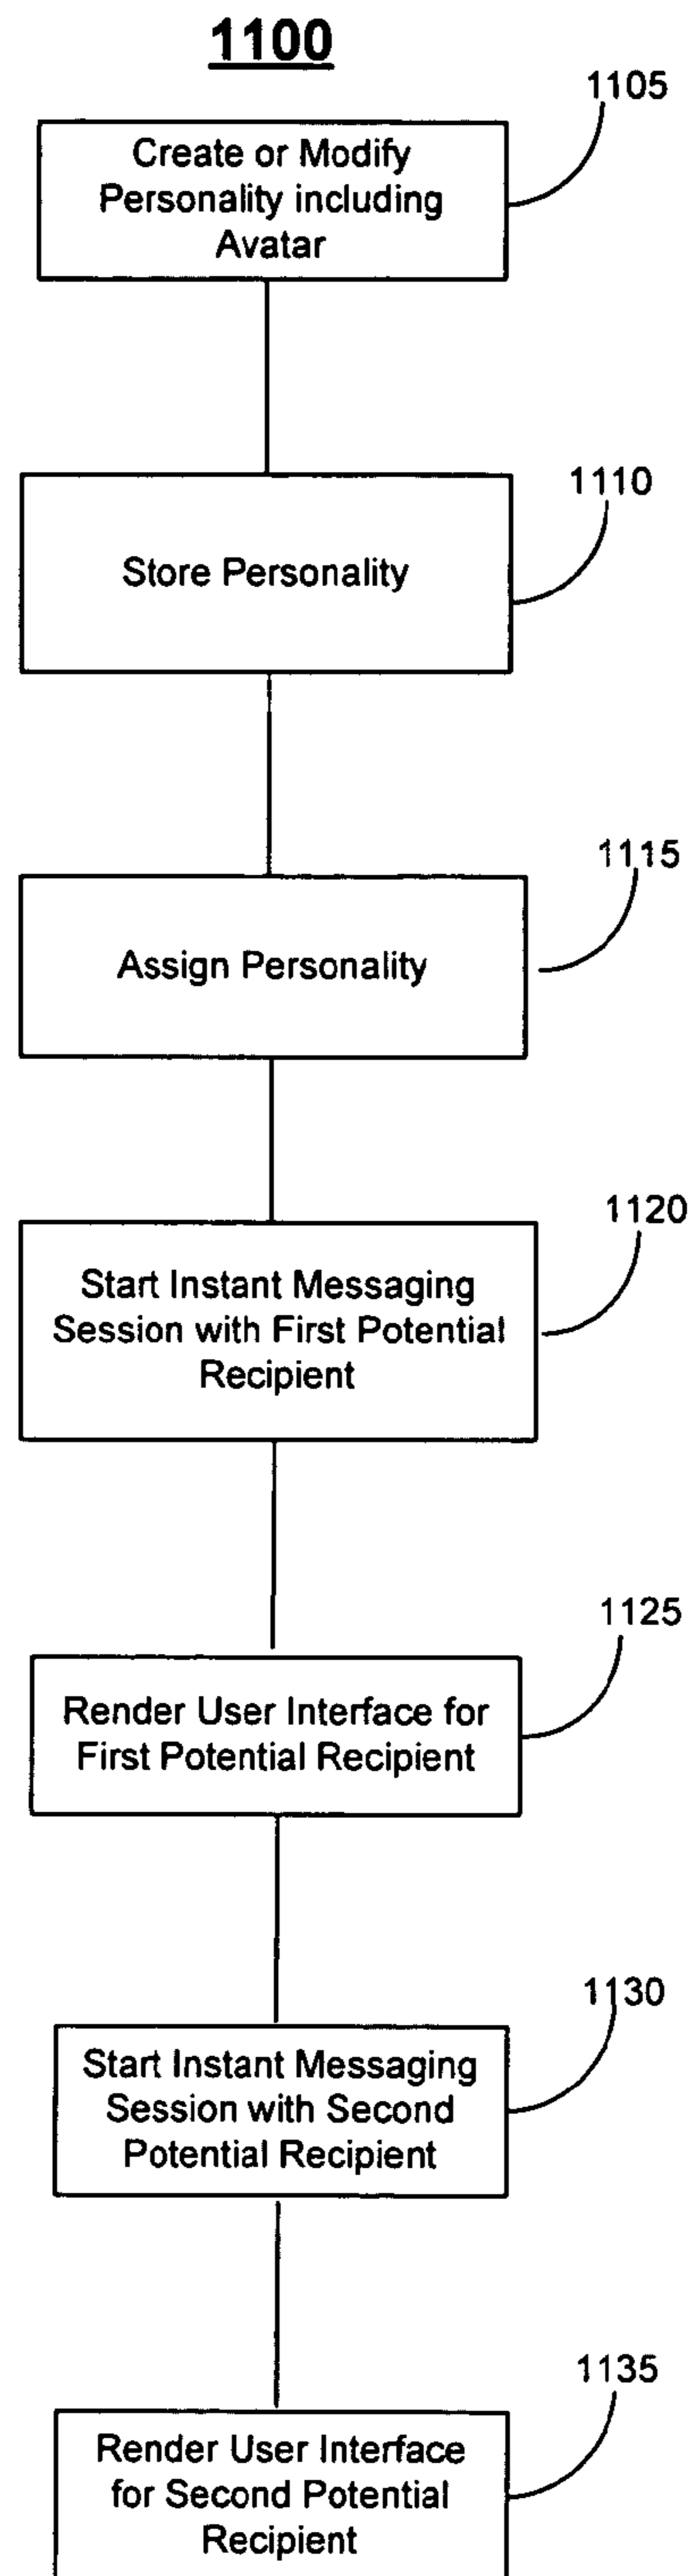 1100
1105
Create or Modify
Personality including
Avatar
1110
Store Personality
1115
Assign Personality
1120
Start Instant Messaging
Session with First Potential
Recipient
1125
Render User Interface for
First Potential Recipient
1130
Start Instant Messaging
Session with Second
Potential Recipient
1135
Render User Interface
for Second Potential
Recipient